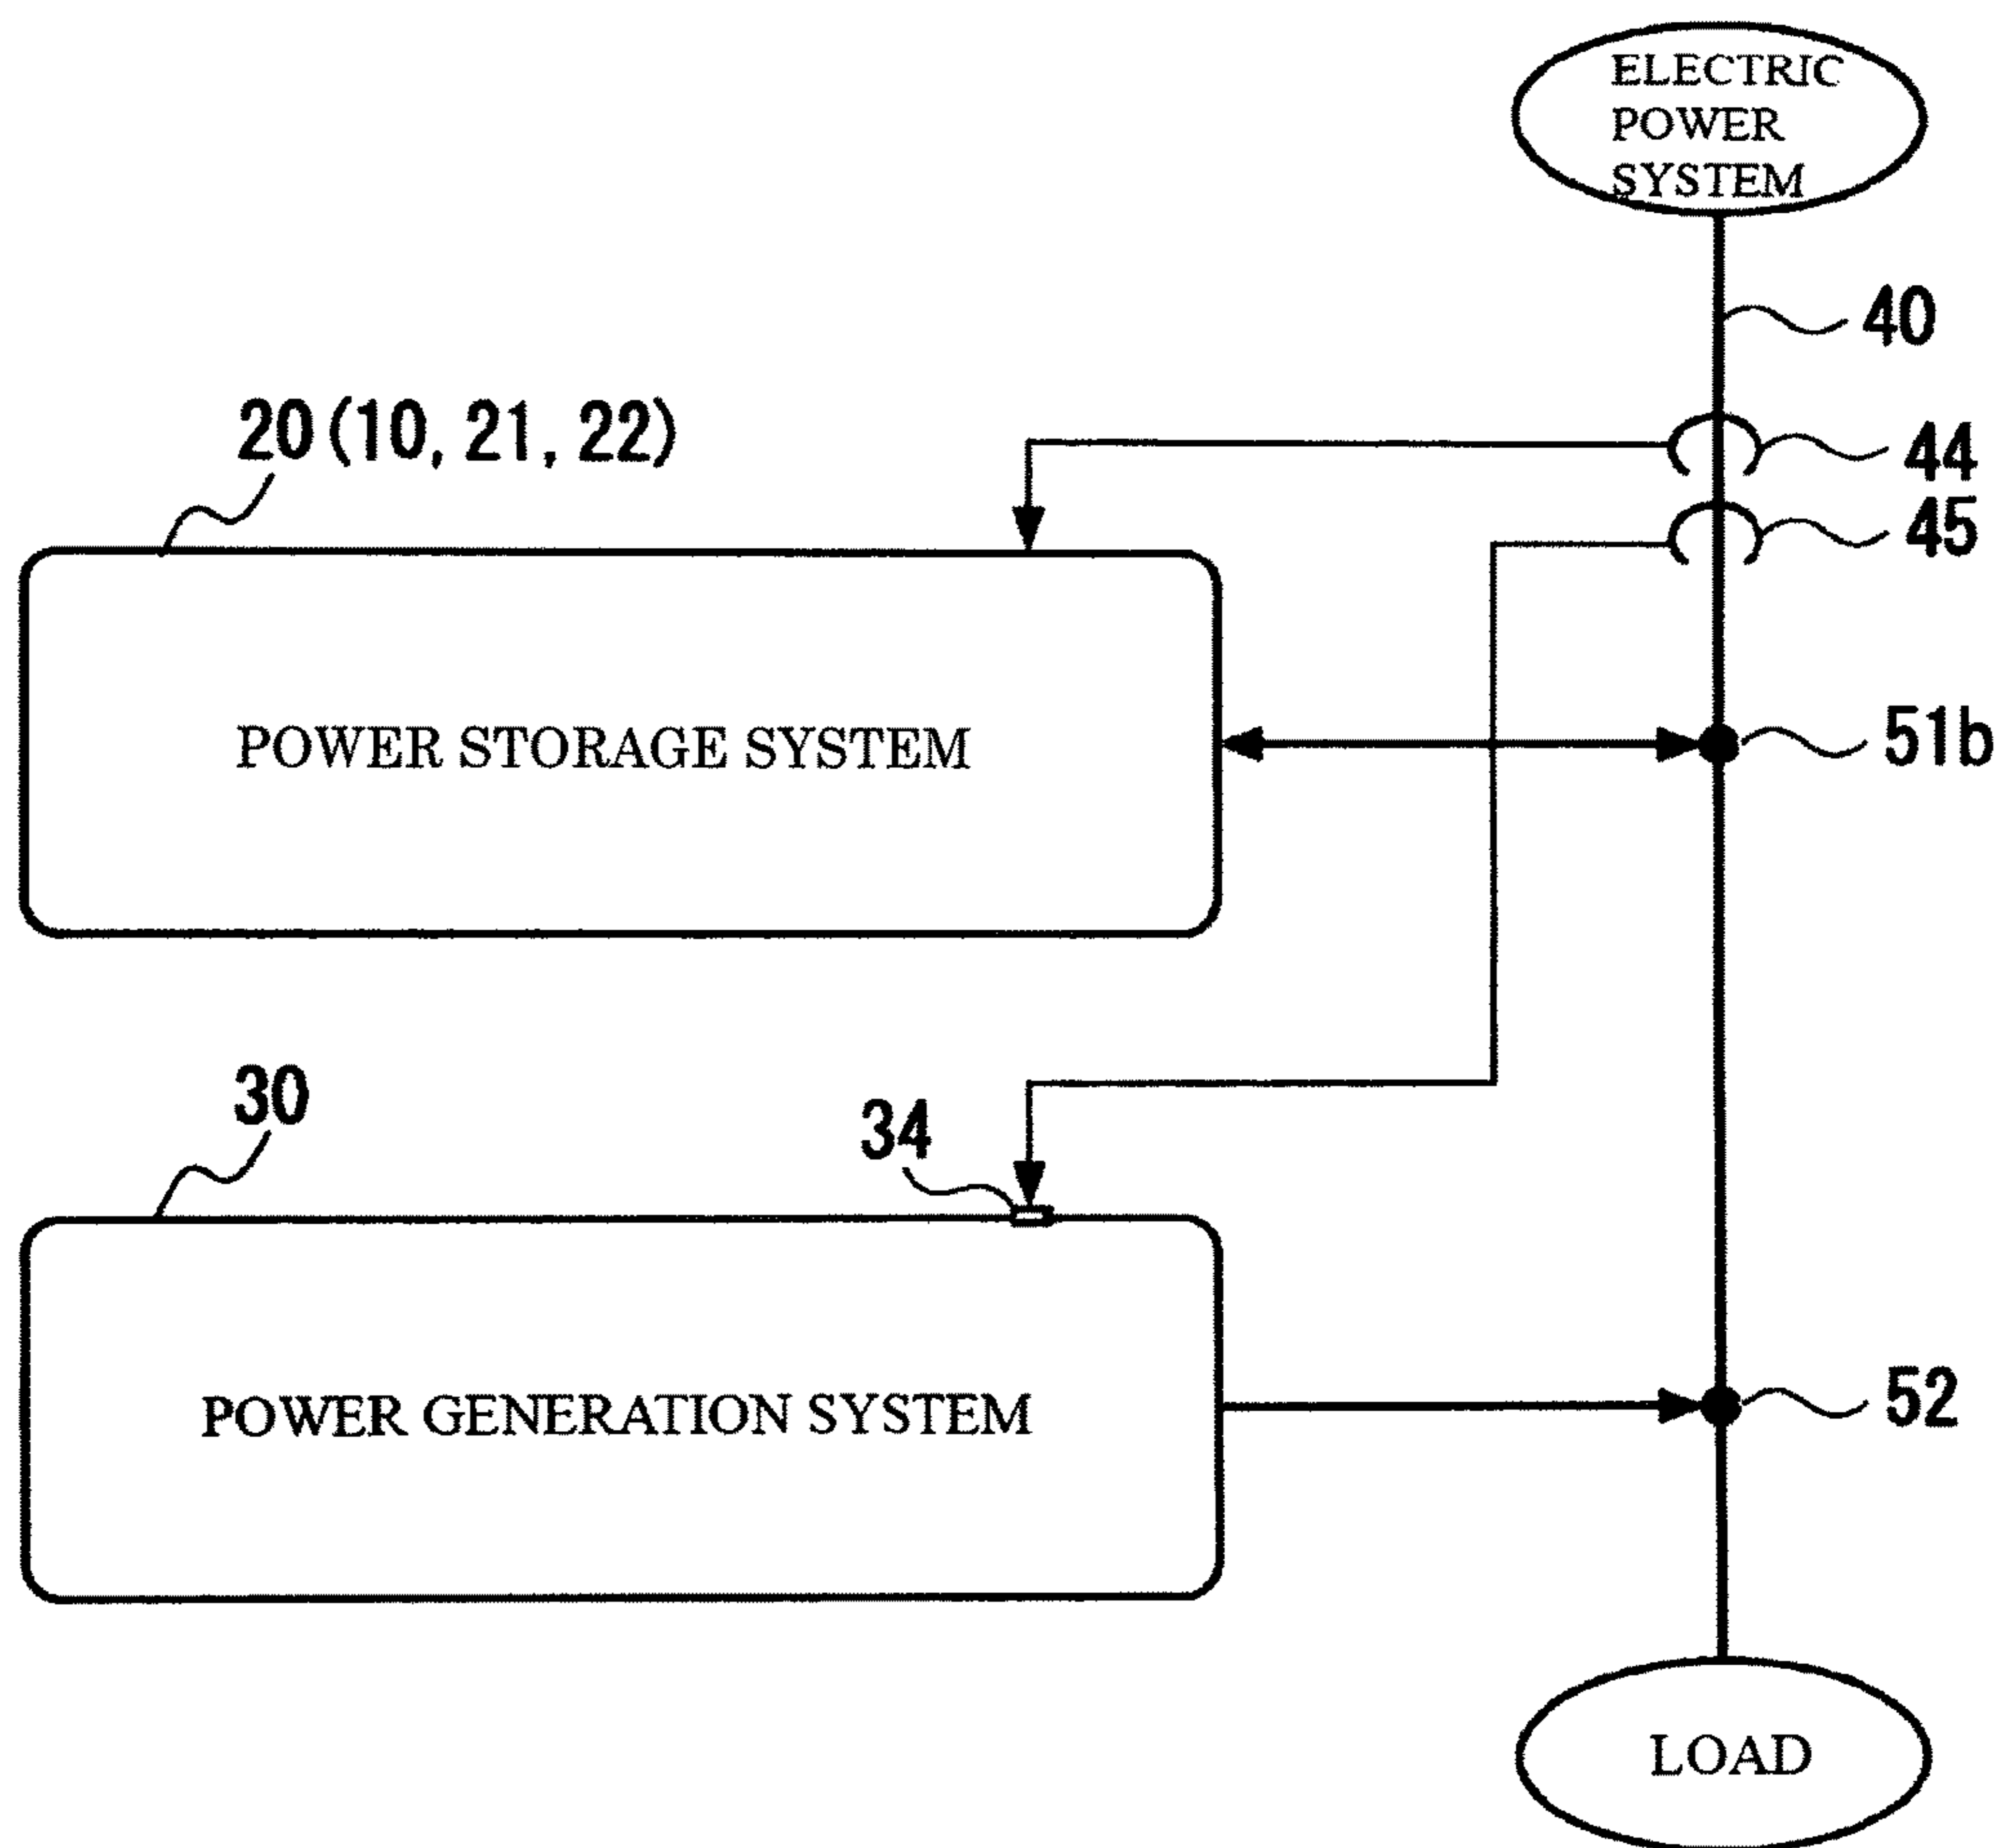 ELECTRIC
POWER
SYSTEM
40
20 (10, 21, 22)
44
45
POWER STORAGE SYSTEM
51b
30
34
POWER GENERATION SYSTEM
52
LOAD